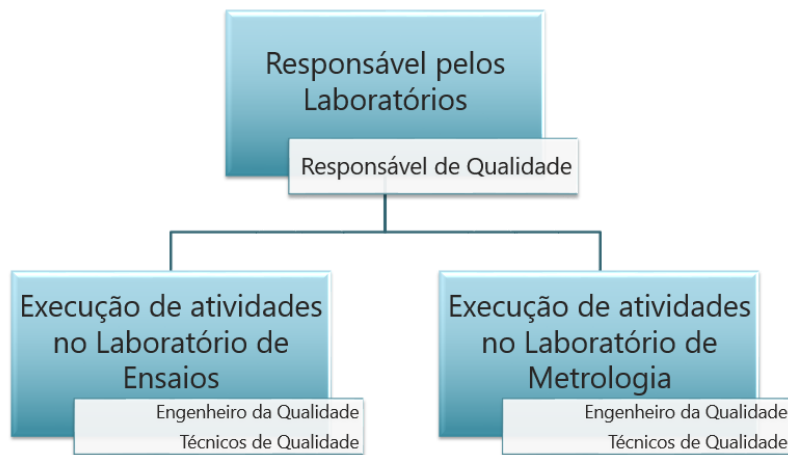 Responsável pelos
Laboratórios
Responsável de Qualidade
Execução de atividades
no Laboratório de
Ensaios
Engenheiro da Qualidade
Técnicos de Qualidade
Execução de atividades
no Laboratório de
Metrologia
Engenheiro da Qualidade
Técnicos de Qualidade